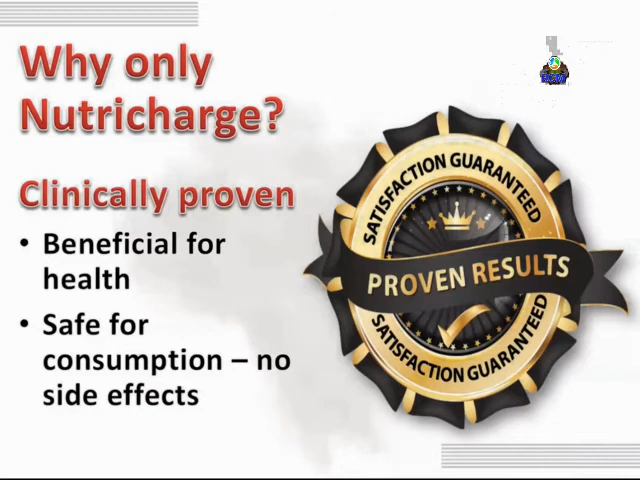 Why only
Nutricharge?
Clinically proven
• Beneficial for
health
• Safe for
consumption – no
side effects
SATISFACTION GUARANTEED
PROVEN RESULTS
SATISFACTION GUARANTEED
RCM